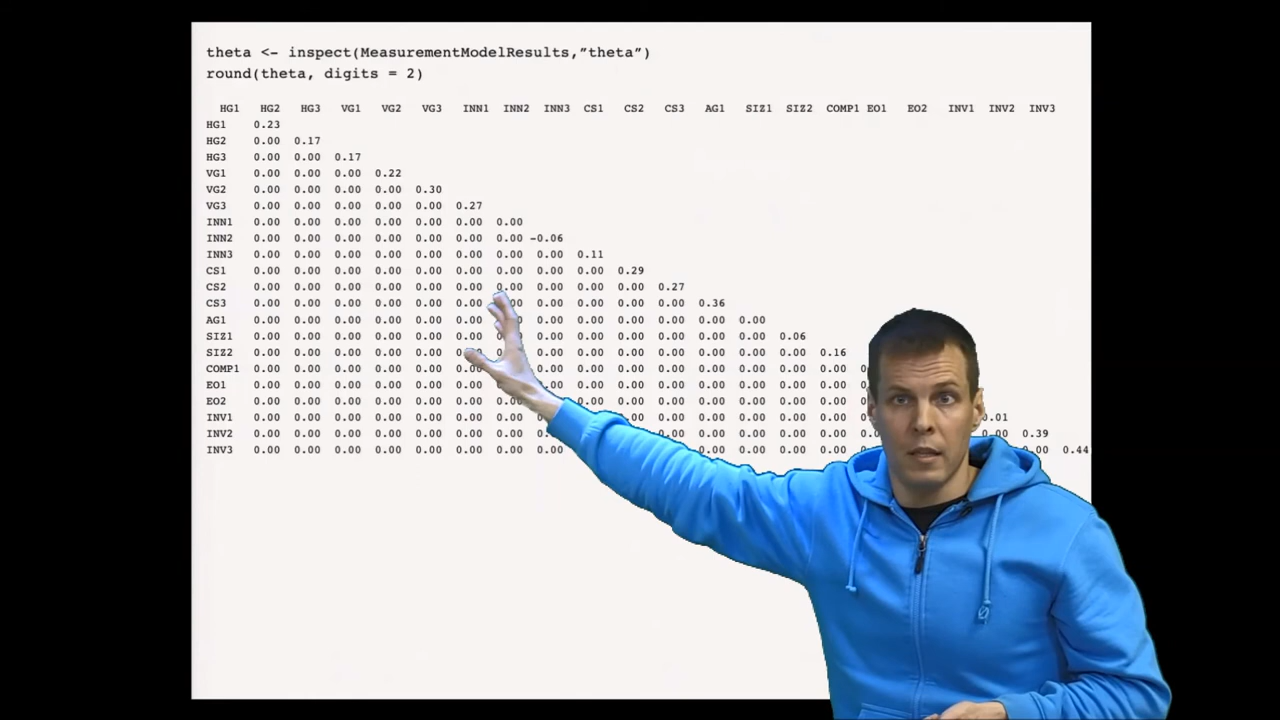 theta <- inspect(MeasurementModelResults,”theta”)
round(theta, digits = 2)
HG1 HG2 HG3 VG1 VG2 VG3 INN1 INN2 INN3 CS1 CS2 CS3 AG1 SIZ1 SIZ2 COMP1 EO1 EO2 INV1 INV2 INV3
HG1 0.23
HG2 0.00 0.17
HG3 0.00 0.00 0.17
VG1 0.00 0.00 0.00 0.22
VG2 0.00 0.00 0.00 0.00 0.30
VG3 0.00 0.00 0.00 0.00 0.00 0.27
INN1 0.00 0.00 0.00 0.00 0.00 0.00 0.00
INN2 0.00 0.00 0.00 0.00 0.00 0.00 0.00 -0.06
INN3 0.00 0.00 0.00 0.00 0.00 0.00 0.00 0.00 0.11
CS1 0.00 0.00 0.00 0.00 0.00 0.00 0.00 0.00 0.00 0.29
CS2 0.00 0.00 0.00 0.00 0.00 0.00 0.00 0.00 0.00 0.00 0.27
CS3 0.00 0.00 0.00 0.00 0.00 0.00 0.00 0.00 0.00 0.00 0.36
AG1 0.00 0.00 0.00 0.00 0.00 0.00 0.00 0.00 0.00 0.00 0.00 0.00
SIZ1 0.00 0.00 0.00 0.00 0.00 0.00 0.00 0.00 0.00 0.00 0.00 0.06
SIZ2 0.00 0.00 0.00 0.00 0.00 0.00 0.00 0.00 0.00 0.00 0.00 0.00 0.16
COMP1 0.00 0.00 0.00 0.00 0.00 0.00 0.00 0.00 0.00 0.00 0.00 0.00 0.00
EO1 0.00 0.00 0.00 0.00 0.00 0.00 0.00 0.00 0.00 0.00 0.00 0.00 0.00
EO2 0.00 0.00 0.00 0.00 0.00 0.00 0.00 0.00 0.00 0.00 0.00 0.00 0.00
INV1 0.00 0.00 0.00 0.00 0.00 0.00 0.00 0.00 0.00 0.00 0.00 0.00 0.00
INV2 0.00 0.00 0.00 0.00 0.00 0.00 0.00 0.00 0.00 0.00 0.00 0.00 0.00 0.39
INV3 0.00 0.00 0.00 0.00 0.00 0.00 0.00 0.00 0.00 0.00 0.00 0.44